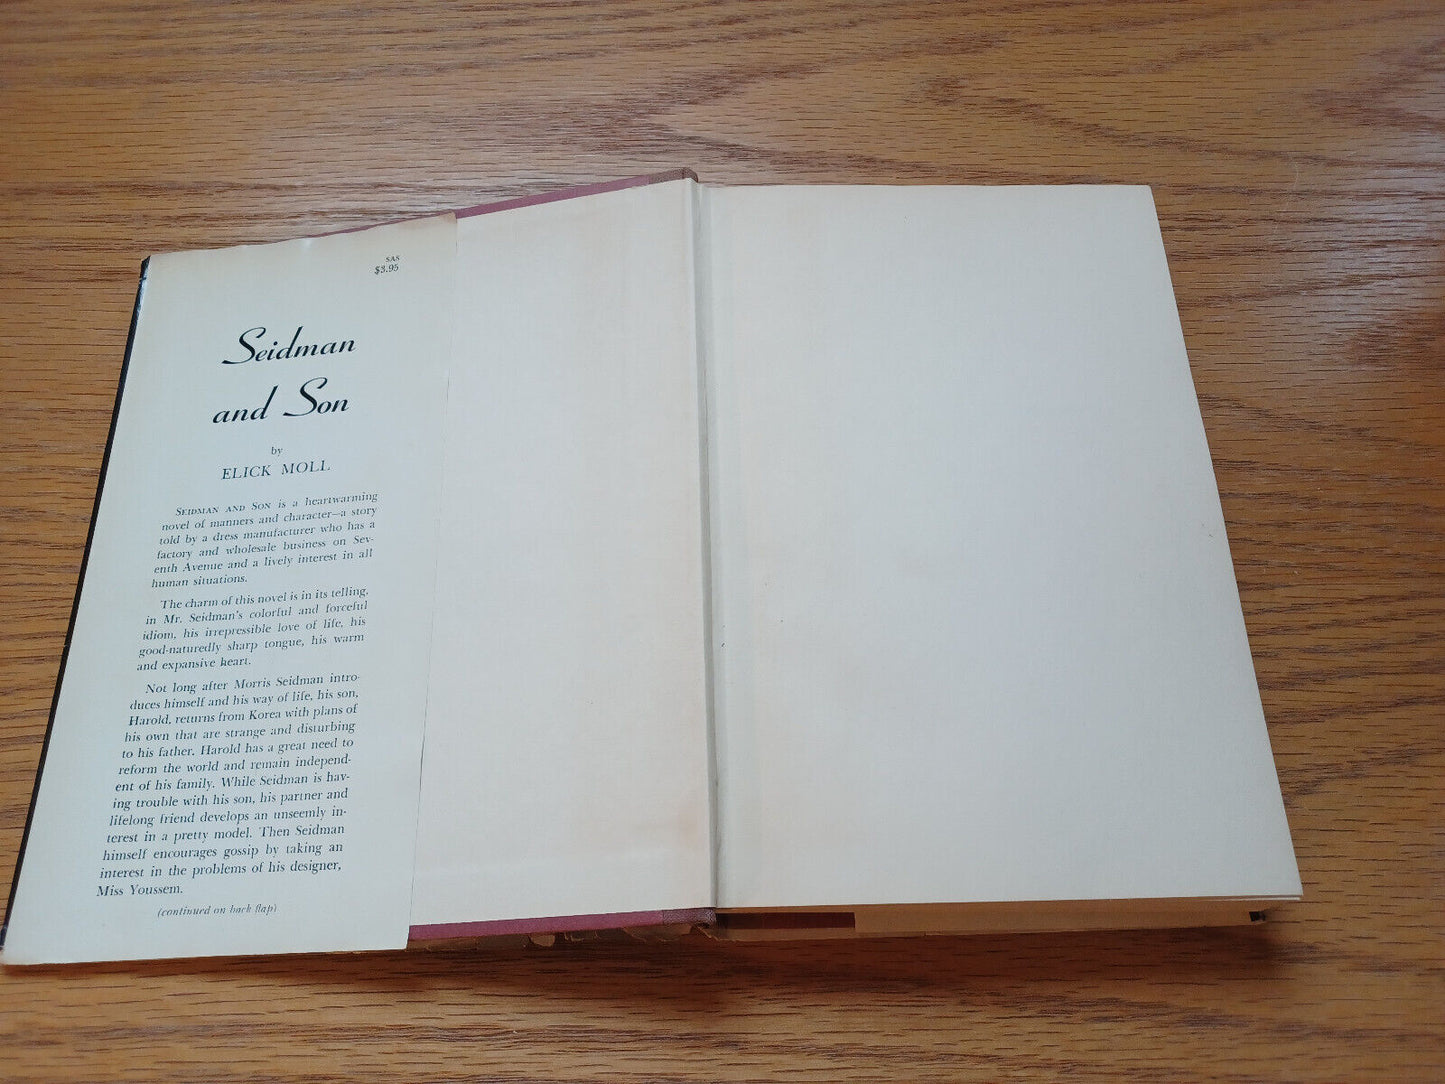 SAS
$3.95
Seidman
and Son
by
ELICK MOLL
SEIDMAN AND SON is a heartwarming
novel of manners and character—a story
told by a dress manufacturer who has a
factory and wholesale business on Sev-
enth Avenue and a lively interest in all
human situations.
The charm of this novel is in its telling,
in Mr. Seidman's colorful and forceful
idiom, his irrepressible love of life, his
good-naturedly sharp tongue, his warm
and expansive heart.
Not long after Morris Seidman intro-
duces himself and his way of life, his son,
Harold, returns from Korea with plans of
his own that are strange and disturbing
to his father. Harold has a great need to
reform the world and remain independ-
ent of his family. While Seidman is hav-
ing trouble with his son, his partner and
lifelong friend develops an unseemly in-
terest in a pretty model. Then Seidman
himself encourages gossip by taking an
interest in the problems of his designer,
Miss Youssem.
(continued on back flap)